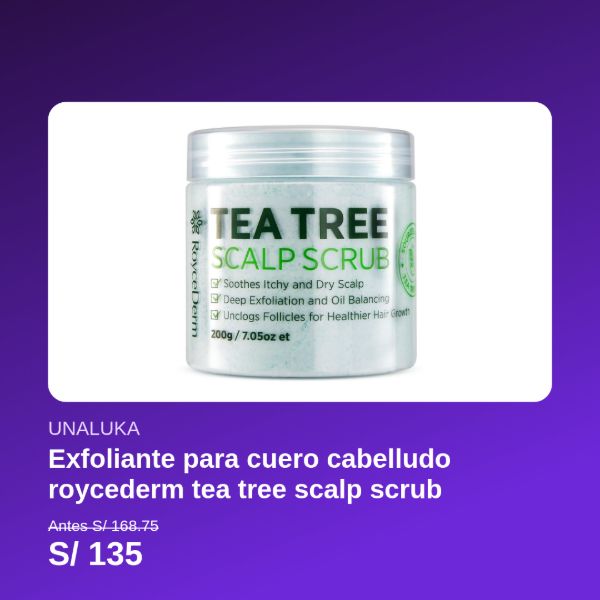 RoyceDerm
TEA TREE
SCALP SCRUB
Soothes Itchy and Dry Scalp
Deep Exfoliation and Oil Balancing
Unclogs Follicles for Healthier Hair Growth
200g / 7.05oz et
UNALUKA
Exfoliante para cuero cabelludo
roycederm tea tree scalp scrub
Antes S/ 168.75
S/ 135